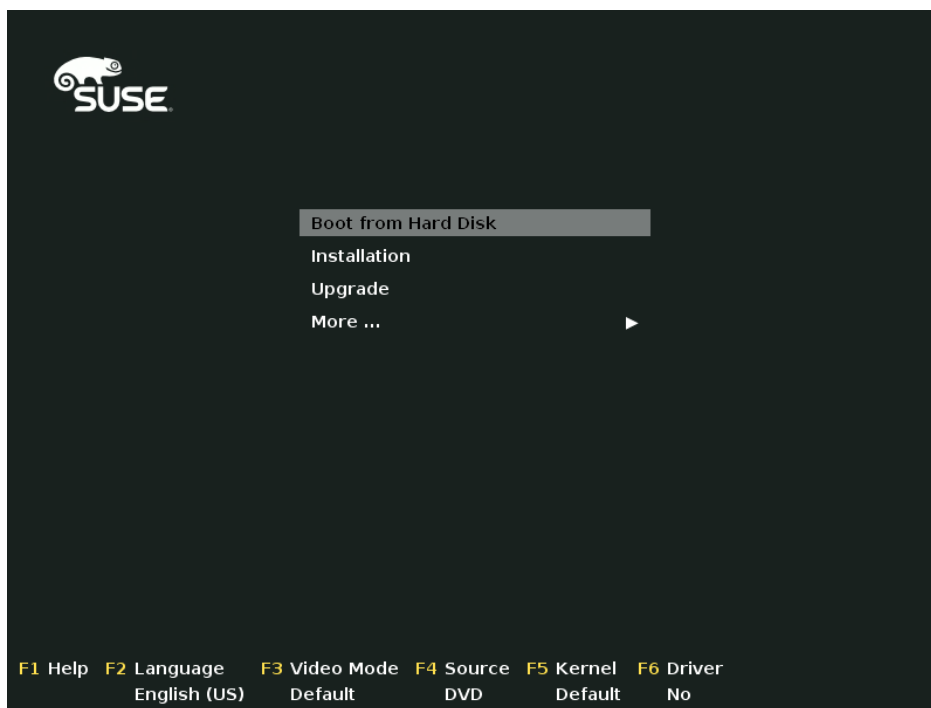 SUSE.
Boot from Hard Disk
Installation
Upgrade
More ...
F1 Help F2 Language F3 Video Mode F4 Source F5 Kernel F6 Driver
English (US) Default DVD Default No